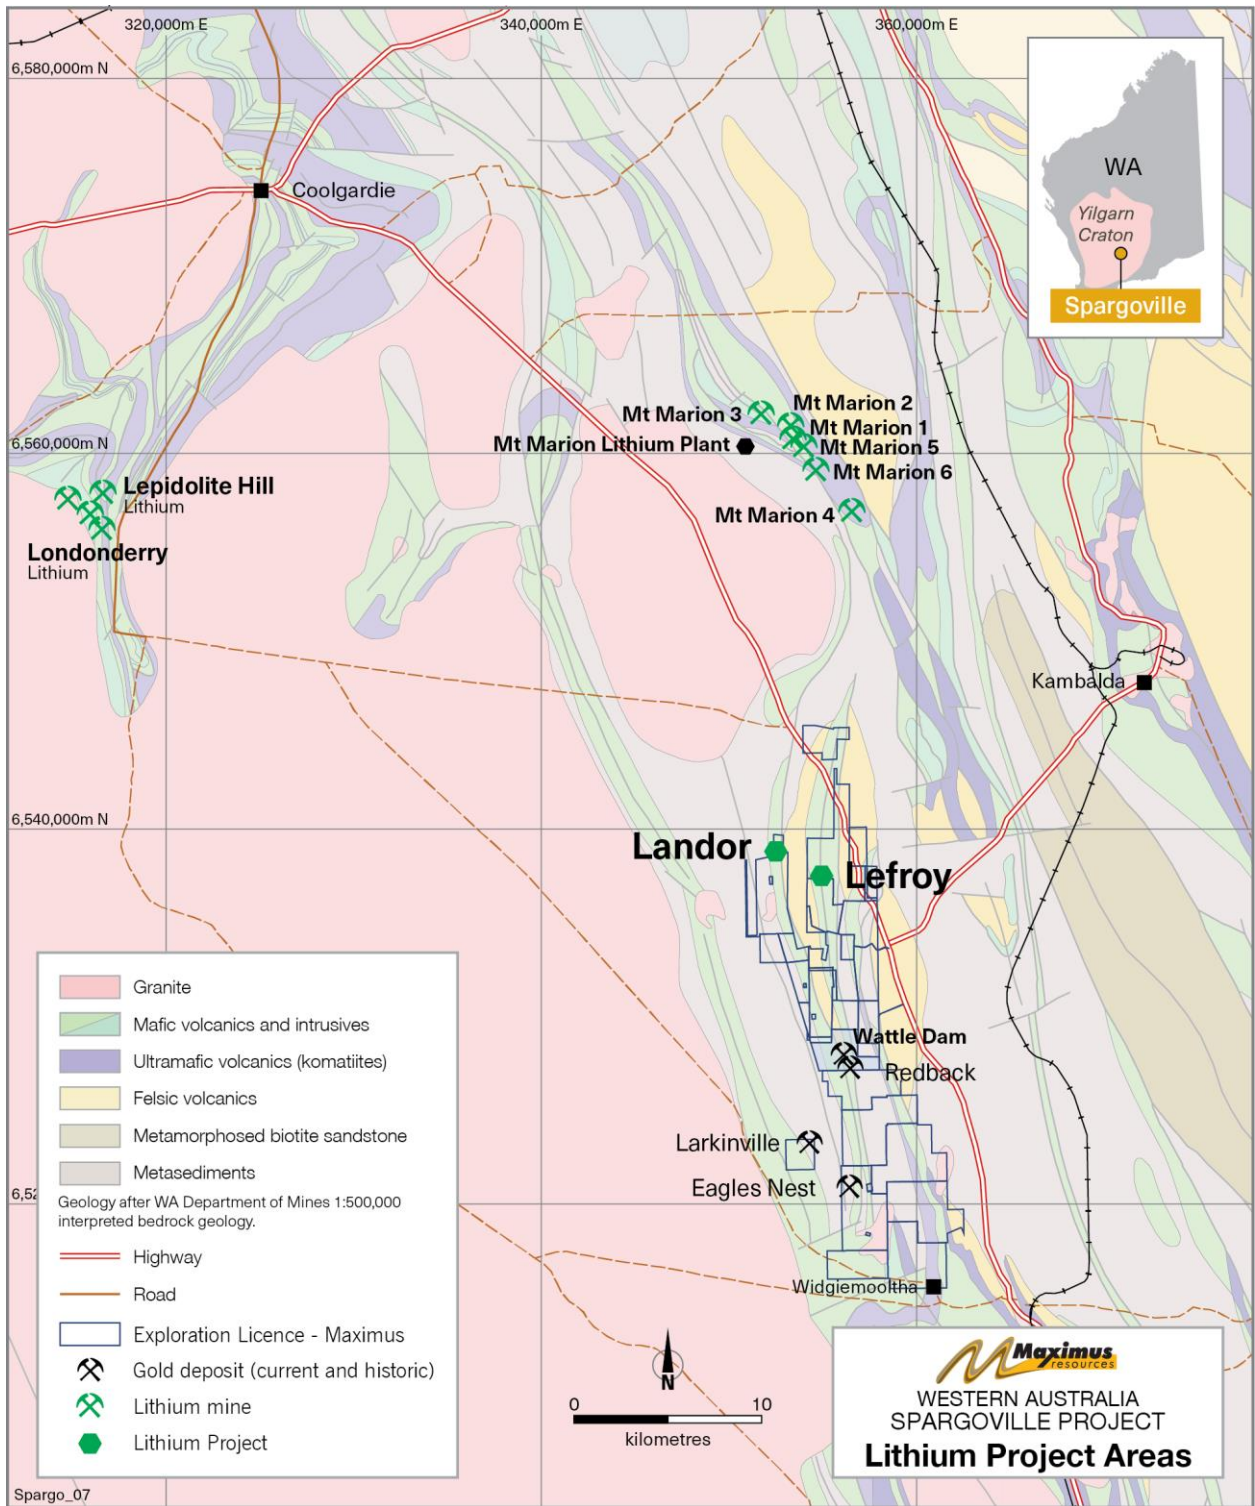 320,000m E
340,000m E
360,000m E
6,580,000m N
WA
Yilgarn
Craton
Spargoville
Coolgardie
Mt Marion 2
Mt Marion 3
Mt Marion 1
Mt Marion Lithium Plant
Mt Marion 5
6,560,000m N
Mt Marion 6
Lepidolite Hill
Lithium
Mt Marion 4
Londonderry
Lithium
Kambalda
6,540,000m N
Landor
Lefroy
Wattle Dam
Redback
Larkinville
Eagles Nest
Widgiemooltha
Granite
Mafic volcanics and intrusives
Ultramafic volcanics (komatiites)
Felsic volcanics
Metamorphosed biotite sandstone
Metasediments
6,52
Geology after WA Department of Mines 1:500,000
interpreted bedrock geology.
Highway
Road
Exploration Licence - Maximus
Gold deposit (current and historic)
Lithium mine
Lithium Project
N
0 10
kilometres
Maximus
resources
WESTERN AUSTRALIA
SPARGOVILLE PROJECT
Lithium Project Areas
Spargo_07